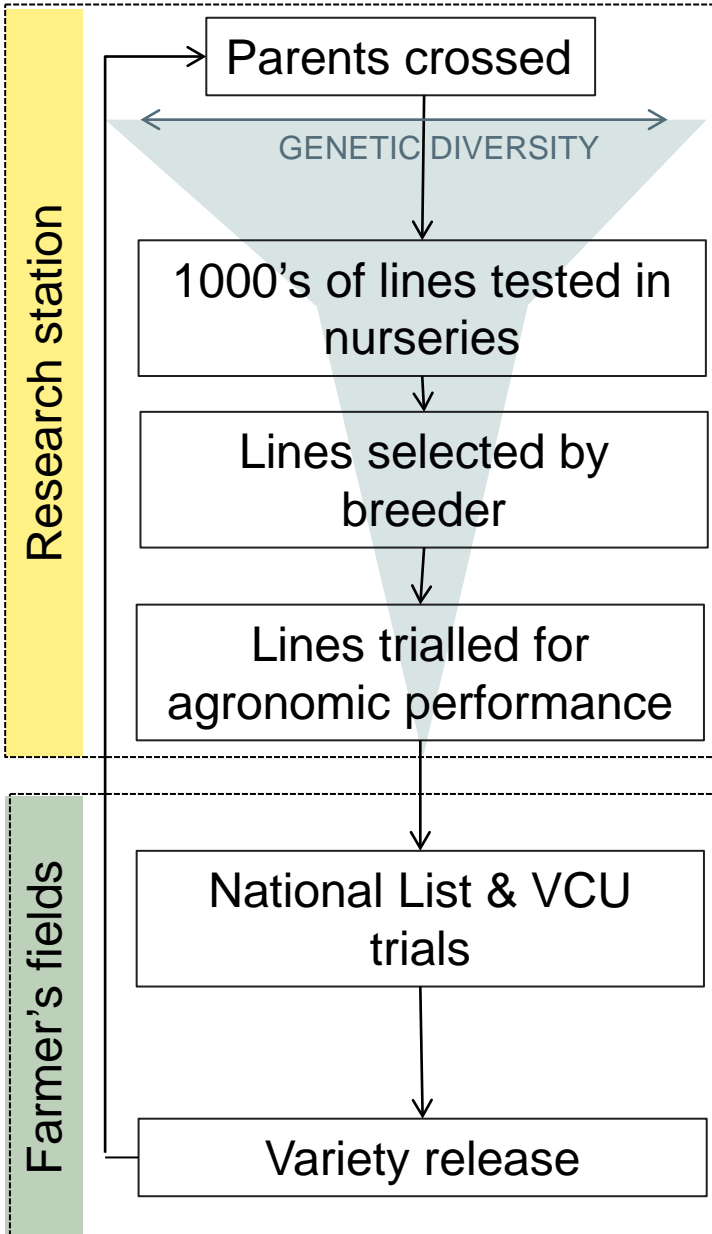 Research station
Parents crossed
GENETIC DIVERSITY
1000's of lines tested in
nurseries
Lines selected by
breeder
Lines trialled for
agronomic performance
Farmer's fields
National List & VCU
trials
Variety release